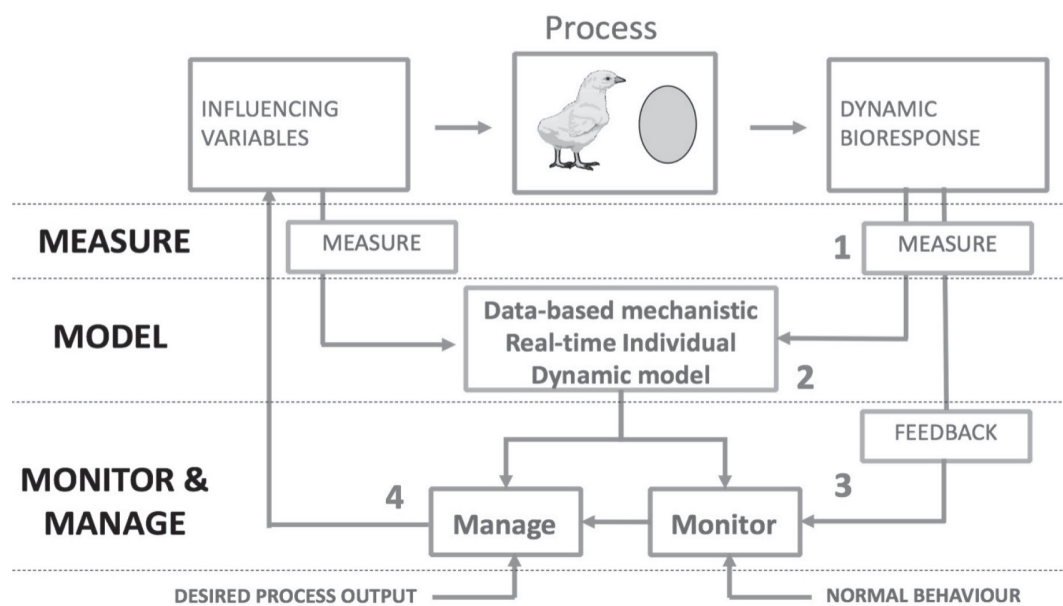 Process
INFLUENCING
VARIABLES
DYNAMIC
BIORESPONSE
MEASURE
MEASURE
1
MEASURE
MODEL
Data-based mechanistic
Real-time Individual
Dynamic model
2
FEEDBACK
MONITOR &
MANAGE
4
Manage
Monitor
3
DESIRED PROCESS OUTPUT
NORMAL BEHAVIOUR